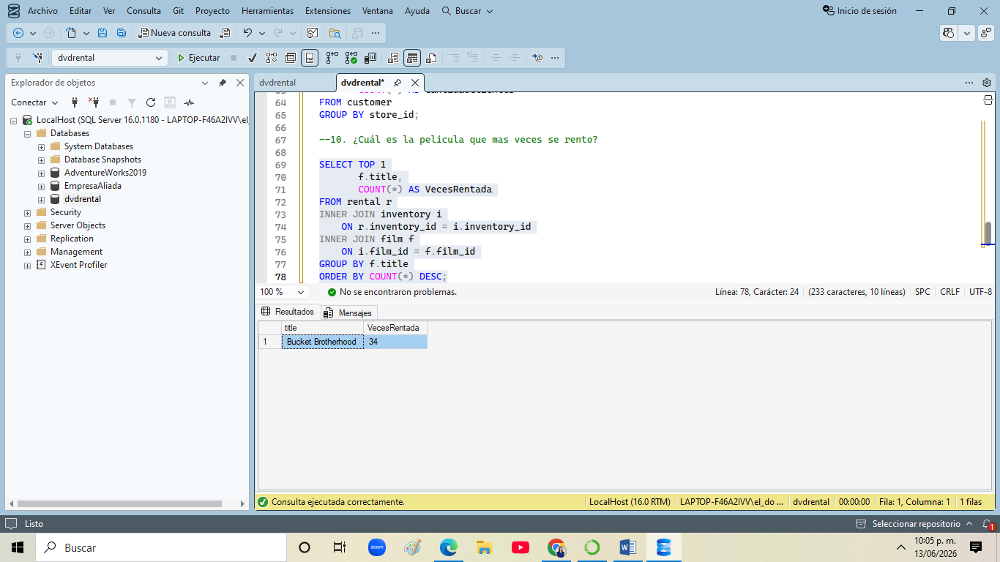 Archivo Editar Ver Consulta Git Proyecto Herramientas Extensiones Ventana Ayuda Buscar Inicio de sesión
Nueva consulta
dvdrental Ejecutar
Explorador de objetos
Conectar
LocalHost (SQL Server 16.0.1180 - LAPTOP-F46A2IVV\el_
Databases
System Databases
Database Snapshots
AdventureWorks2019
EmpresaAliada
dvdrental
Security
Server Objects
Replication
Management
XEvent Profiler
dvdrental dvdrental*
64 FROM customer
65 GROUP BY store_id;
66
67 --10. ¿Cuál es la pelicula que mas veces se rento?
68
69 SELECT TOP 1
70 f.title,
71 COUNT(*) AS VecesRentada
72 FROM rental r
73 INNER JOIN inventory i
74 ON r.inventory_id = i.inventory_id
75 INNER JOIN film f
76 ON i.film_id = f.film_id
77 GROUP BY f.title
78 ORDER BY COUNT(*) DESC;
100 % No se encontraron problemas. Línea: 78, Carácter: 24 (233 caracteres, 10 líneas) SPC CRLF UTF-8
Resultados Mensajes
title VecesRentada
1 Bucket Brotherhood 34
Consulta ejecutada correctamente. LocalHost (16.0 RTM) LAPTOP-F46A2IVV\el_do ... dvdrental 00:00:00 Fila: 1, Columna: 1 1 filas
Listo Seleccionar repositorio 1
Buscar
zoom
10:05 p. m.
13/06/2026